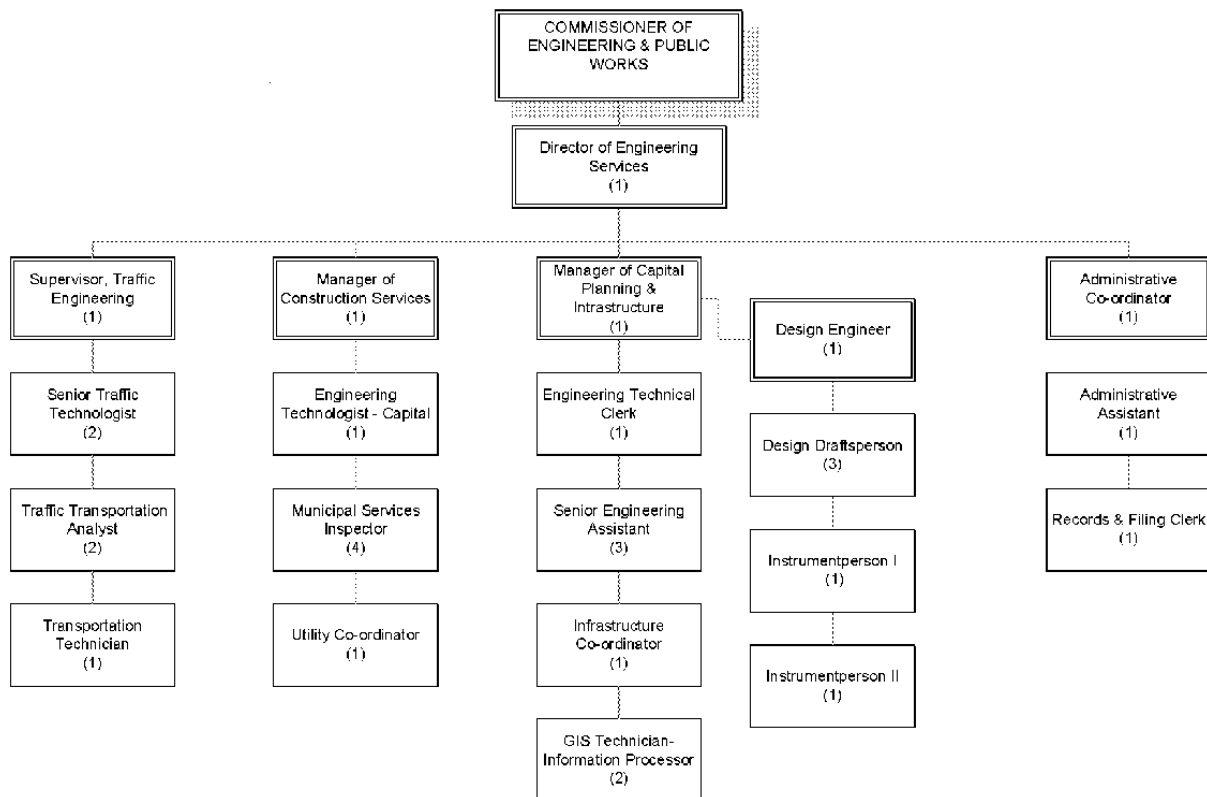 COMMISSIONER OF
ENGINEERING & PUBLIC
WORKS
Director of Engineering
Services
(1)
Supervisor, Traffic
Engineering
(1)
Senior Traffic
Technologist
(2)
Traffic Transportation
Analyst
(2)
Transportation
Technician
(1)
Manager of
Construction Services
(1)
Engineering
Technologist - Capital
(1)
Municipal Services
Inspector
(4)
Utility Co-ordinator
(1)
Manager of Capital
Planning &
Intrastructure
(1)
Engineering Technical
Clerk
(1)
Senior Engineering
Assistant
(3)
Infrastructure
Co-ordinator
(1)
GIS Technician-
Information Processor
(2)
Design Engineer
(1)
Design Draftsperson
(3)
Instrumentperson I
(1)
Instrumentperson II
(1)
Administrative
Co-ordinator
(1)
Administrative
Assistant
(1)
Records & Filing Clerk
(1)